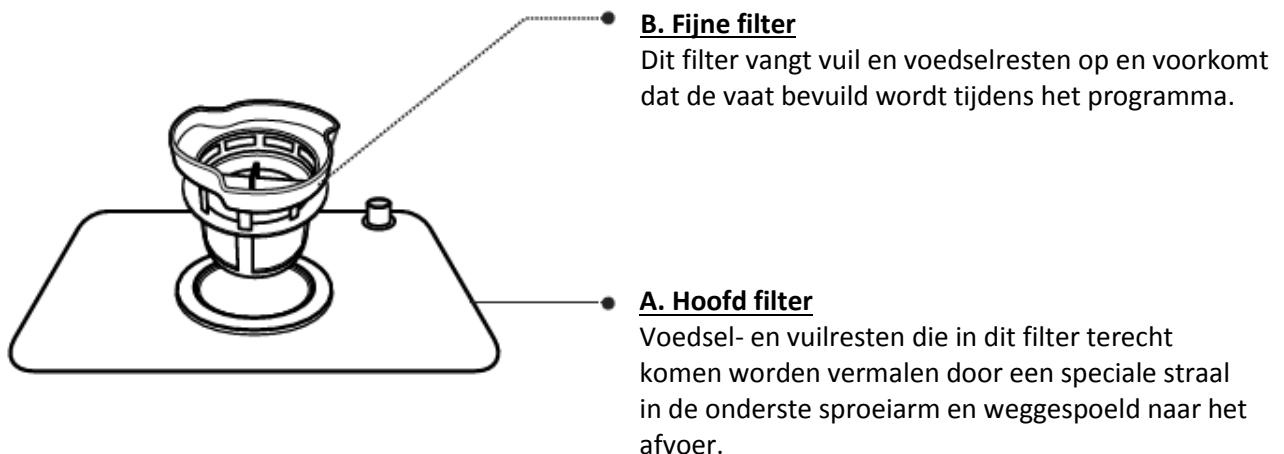 B. Fijne filter
Dit filter vangt vuil en voedselresten op en voorkomt
dat de vaat bevuild wordt tijdens het programma.
A. Hoofd filter
Voedsel- en vuilresten die in dit filter terecht
komen worden vermalen door een speciale straal
in de onderste sproeiarm en weggespoeld naar het
afvoer.